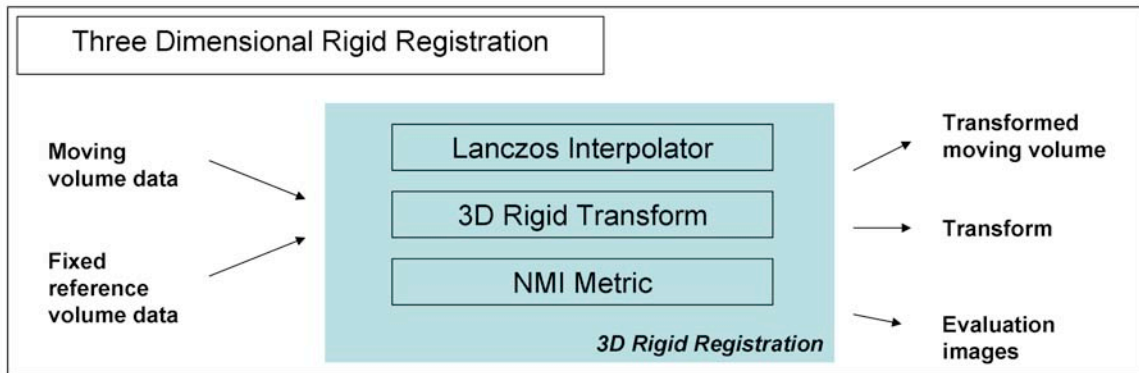 Three Dimensional Rigid Registration
Moving
volume data
Fixed
reference
volume data
Lanczos Interpolator
3D Rigid Transform
NMI Metric
3D Rigid Registration
Transformed
moving volume
Transform
Evaluation
images